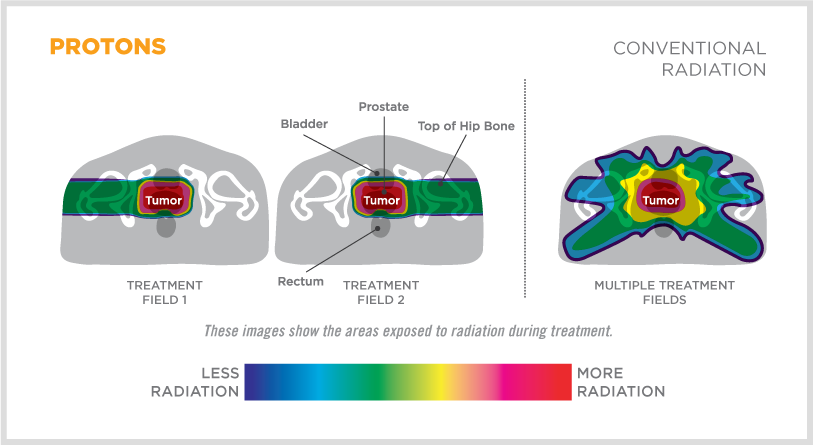 PROTONS
CONVENTIONAL
RADIATION
Prostate
Bladder
Top of Hip Bone
Tumor
Tumor
Tumor
Rectum
TREATMENT
FIELD 1
TREATMENT
FIELD 2
MULTIPLE TREATMENT
FIELDS
These images show the areas exposed to radiation during treatment.
LESS
RADIATION
MORE
RADIATION